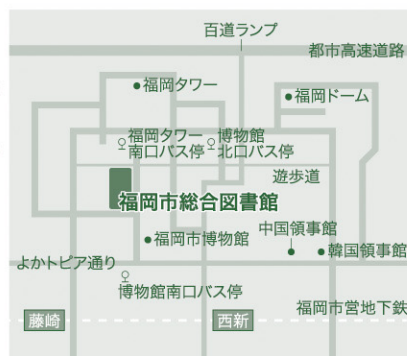 百道ランプ
都市高速道路
福岡タワー
福岡ドーム
福岡タワー
南口バス停
博物館
北口バス停
遊歩道
福岡市総合図書館
中国領事館
福岡市博物館
韓国領事館
よかトピア通り
博物館南口バス停
福岡市営地下鉄
藤崎
西新